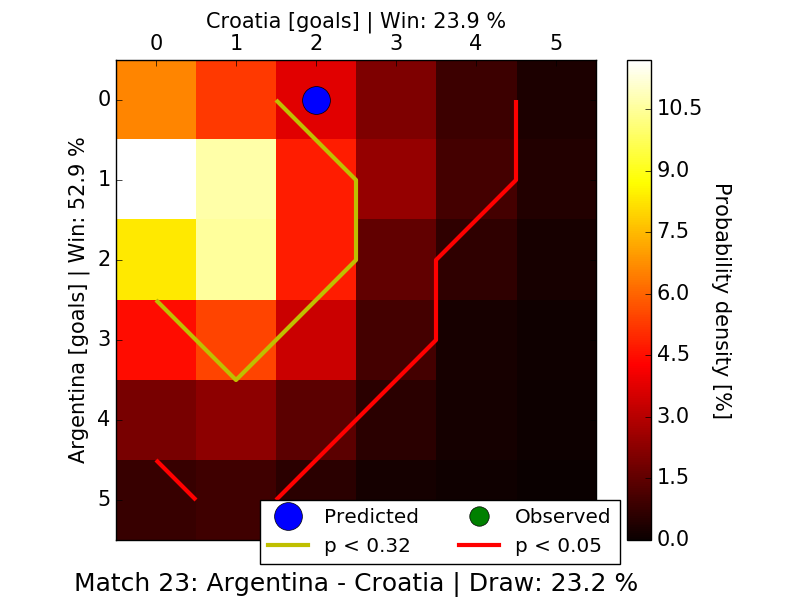 Croatia [goals] | Win: 23.9 %
0 1 2 3 4 5
Argentina [goals] | Win: 52.9 %
0
1
2
3
4
5
10.5
9.0
7.5
6.0
4.5
3.0
1.5
0.0
Probability density [%]
Predicted Observed
p < 0.32 p < 0.05
Match 23: Argentina - Croatia | Draw: 23.2 %